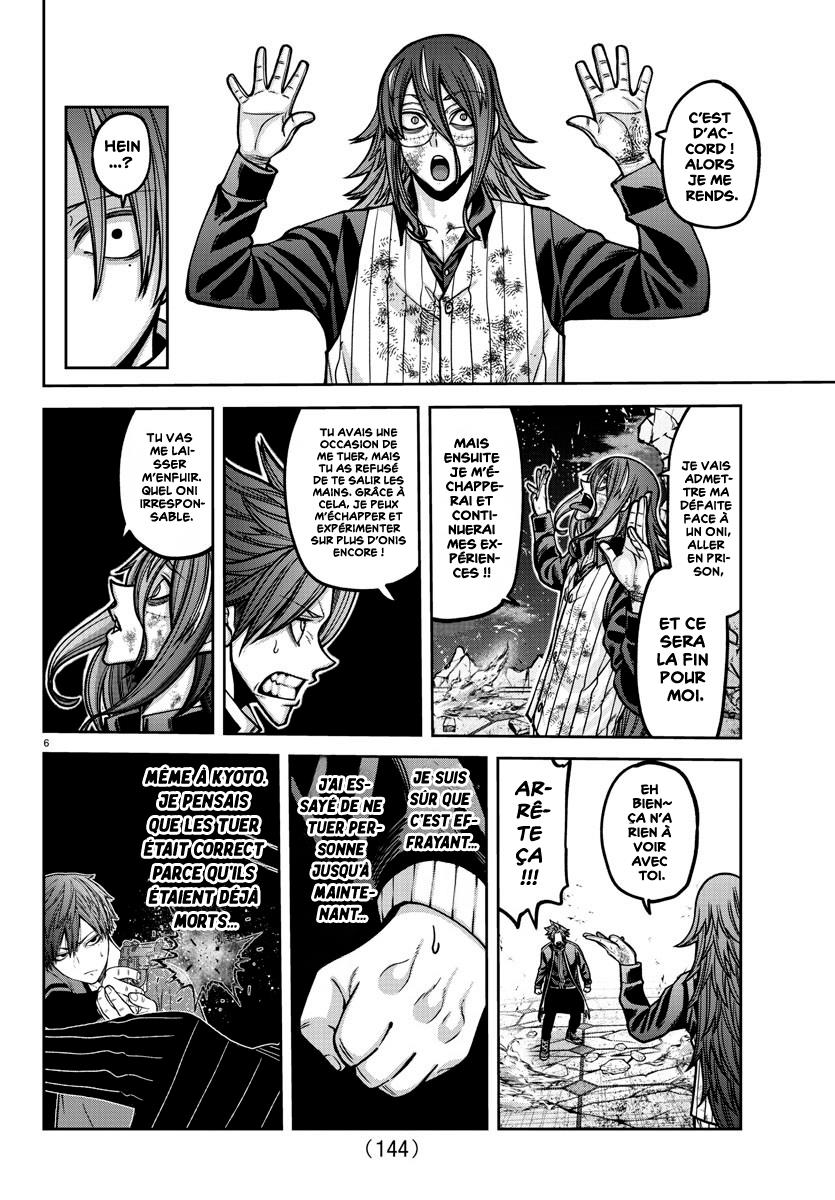 C'EST
D'AC-
CORD !
ALORS
JE ME
RENDS.
HEIN
...?
JE VAIS
ADMET-
TRE MA
DÉFAITE
FACE À
UN ONI,
ALLER
EN PRI-
SON,
ET CE
SERA
LA FIN
POUR
MOI.
MAIS
ENSUITE
JE M'É-
CHAPPE-
RAI ET
CONTI-
NUERAI
MES EX-
PÉRIEN-
CES !!
TU AVAIS UNE
OCCASION DE
ME TUER, MAIS
TU AS REFUSÉ
DE TE SALIR LES
MAINS. GRÂCE À
CELA, JE PEUX
M'ÉCHAPPER ET
EXPÉRIMENTER
SUR PLUS D'ONIS
ENCORE !
TU VAS
ME LAI-
SSER
M'ENFUIR.
QUEL ONI
IRRESPON-
SABLE.
6
EH
BIEN~
ÇA N'A
RIEN À
VOIR
AVEC
TOI.
AR-
RÊ-
TE
ÇA
!!!
JE SUIS
SÛR QUE
C'EST EF-
FRAYANT...
J'AI ES-
SAYÉ DE NE
TUER PER-
SONNE
JUSQU'À
MAINTE-
NANT...
MÊME À KYOTO.
JE PENSAIS
QUE LES TUER
ÉTAIT CORRECT
PARCE QU'ILS
ÉTAIENT DÉJÀ
MORTS...
(144)